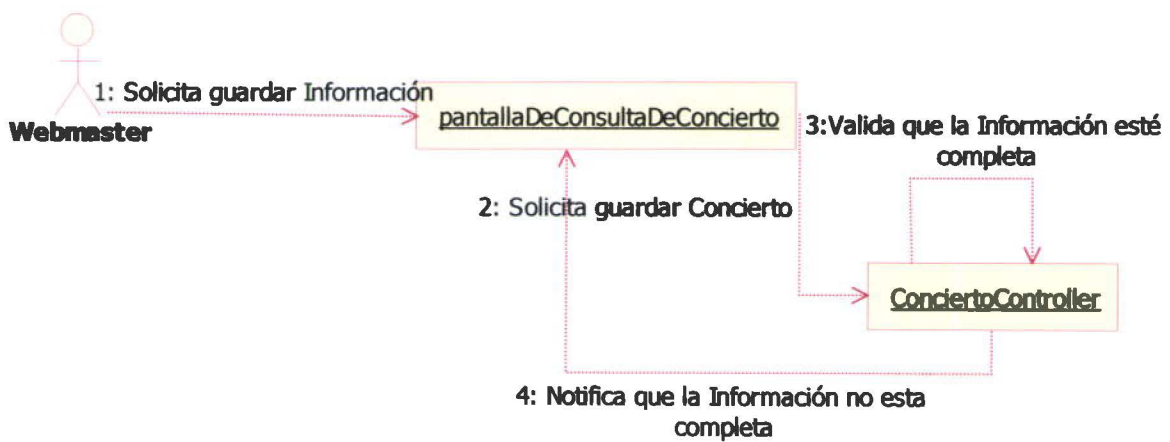 1: Solicita guardar Información
Webmaster
pantallaDeConsultaDeConcierto
3:Valida que la Información esté
completa
2: Solicita guardar Concierto
ConciertoController
4: Notifica que la Información no esta
completa